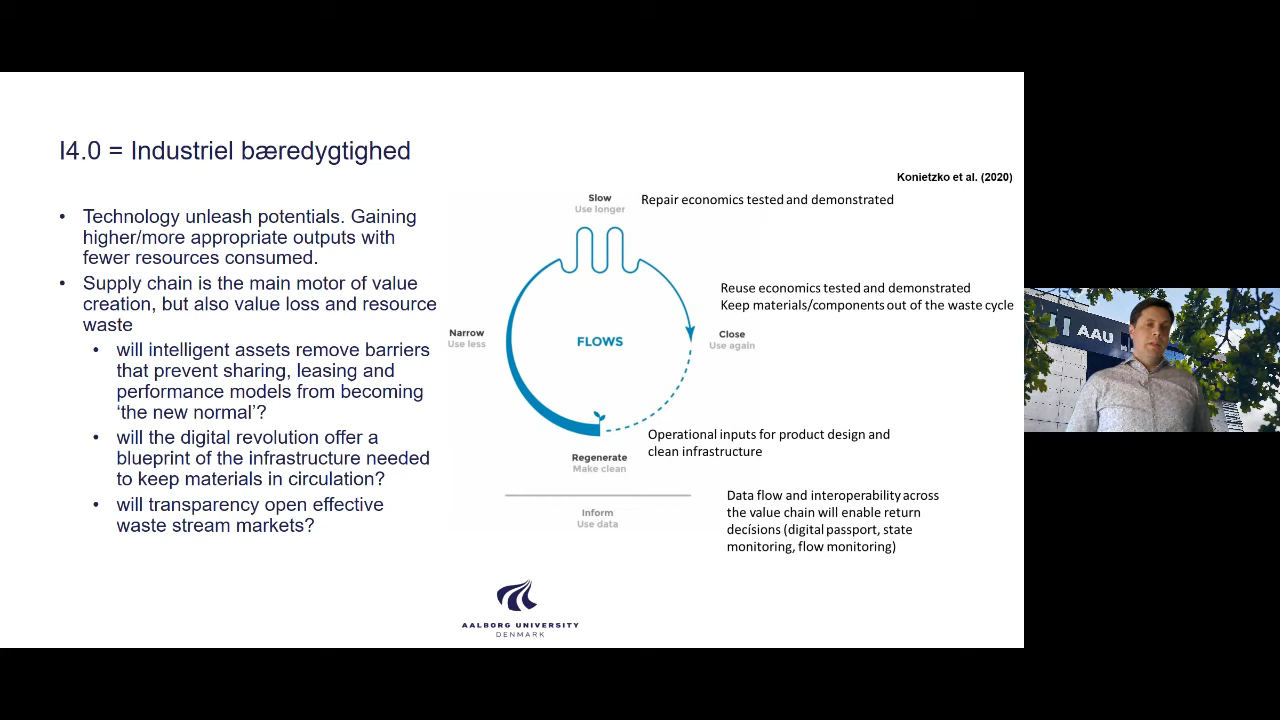 I4.0 = Industriel bæredygtighed
• Technology unleash potentials. Gaining
higher/more appropriate outputs with
fewer resources consumed.
• Supply chain is the main motor of value
creation, but also value loss and resource
waste
• will intelligent assets remove barriers
that prevent sharing, leasing and
performance models from becoming
‘the new normal’?
• will the digital revolution offer a
blueprint of the infrastructure needed
to keep materials in circulation?
• will transparency open effective
waste stream markets?
Konietzko et al. (2020)
Slow
Use longer
Repair economics tested and demonstrated
Reuse economics tested and demonstrated
Keep materials/components out of the waste cycle
Narrow
Use less
FLOWS
Close
Use again
Operational inputs for product design and
clean infrastructure
Regenerate
Make clean
Inform
Use data
Data flow and interoperability across
the value chain will enable return
decísions (digital passport, state
monitoring, flow monitoring)
AALBORG UNIVERSITY
DENMARK
AAU